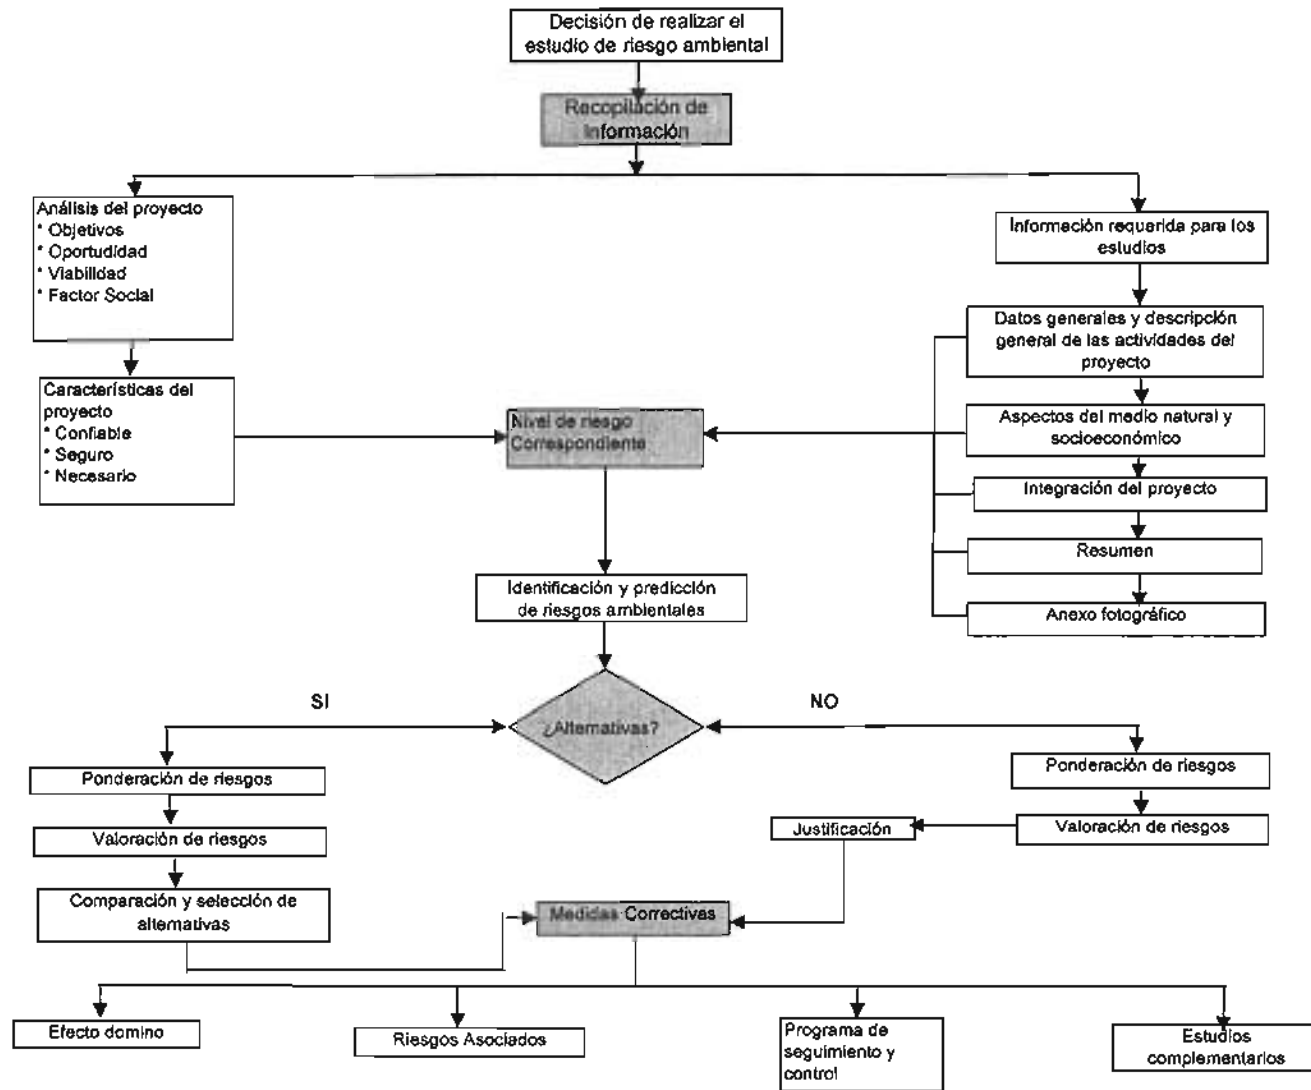 Decisión de realizar el
estudio de riesgo ambiental
Recopilación de
Información
Análisis del proyecto
* Objetivos
* Oportudidad
* Viabilidad
* Factor Social
Información requerida para los
estudios
Datos generales y descripción
general de las actividades del
proyecto
Características del
proyecto
* Confiable
* Seguro
* Necesario
Nivel de riesgo
Correspondiente
Aspectos del medio natural y
socioeconómico
Integración del proyecto
Resumen
Anexo fotográfico
Identificación y predicción
de riesgos ambientales
SI
¿Alternativas?
NO
Ponderación de riesgos
Valoración de riesgos
Comparación y selección de
alternativas
Ponderación de riesgos
Valoración de riesgos
Justificación
Medidas Correctivas
Efecto domino
Riesgos Asociados
Programa de
seguimiento y
control
Estudios
complementarios